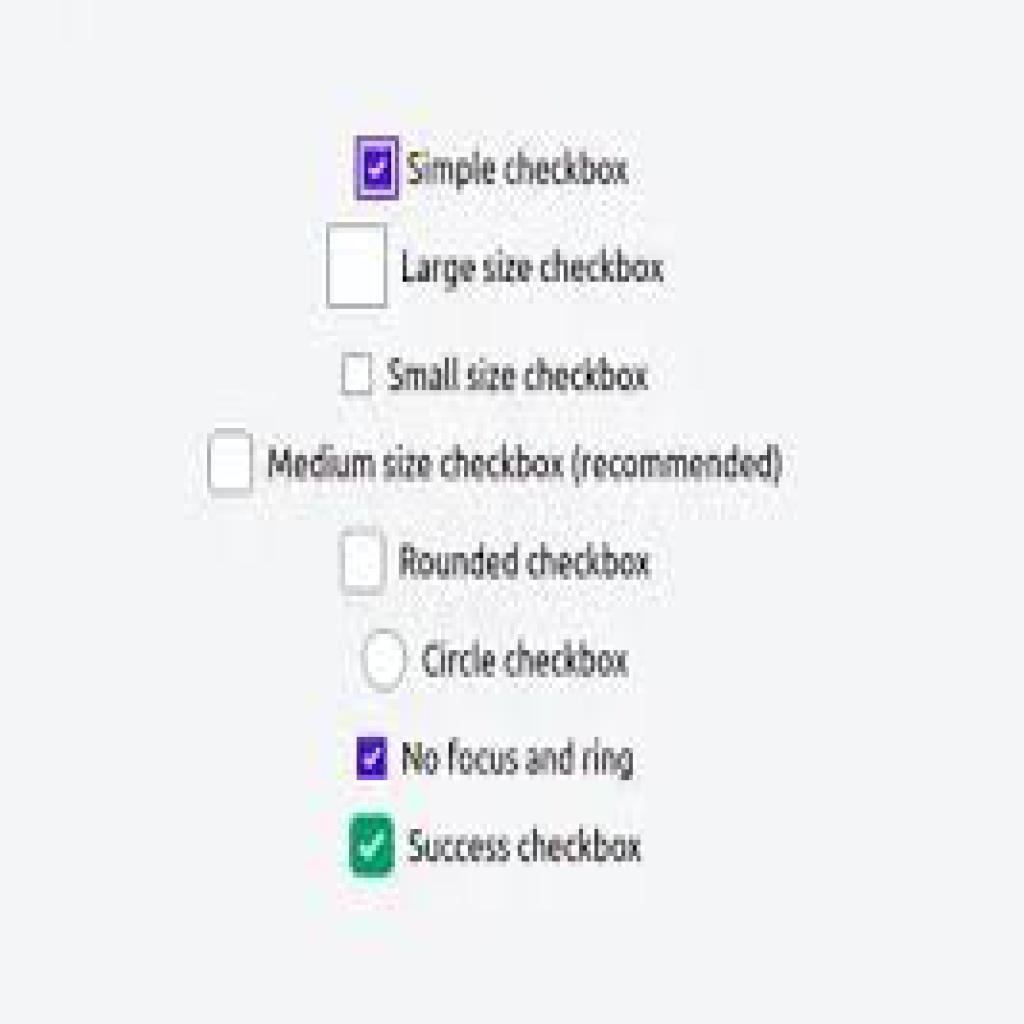 Simple checkbox
Large size checkbox
Small size checkbox
Medium size checkbox (recommended)
Rounded checkbox
Circle checkbox
No focus and ring
Success checkbox